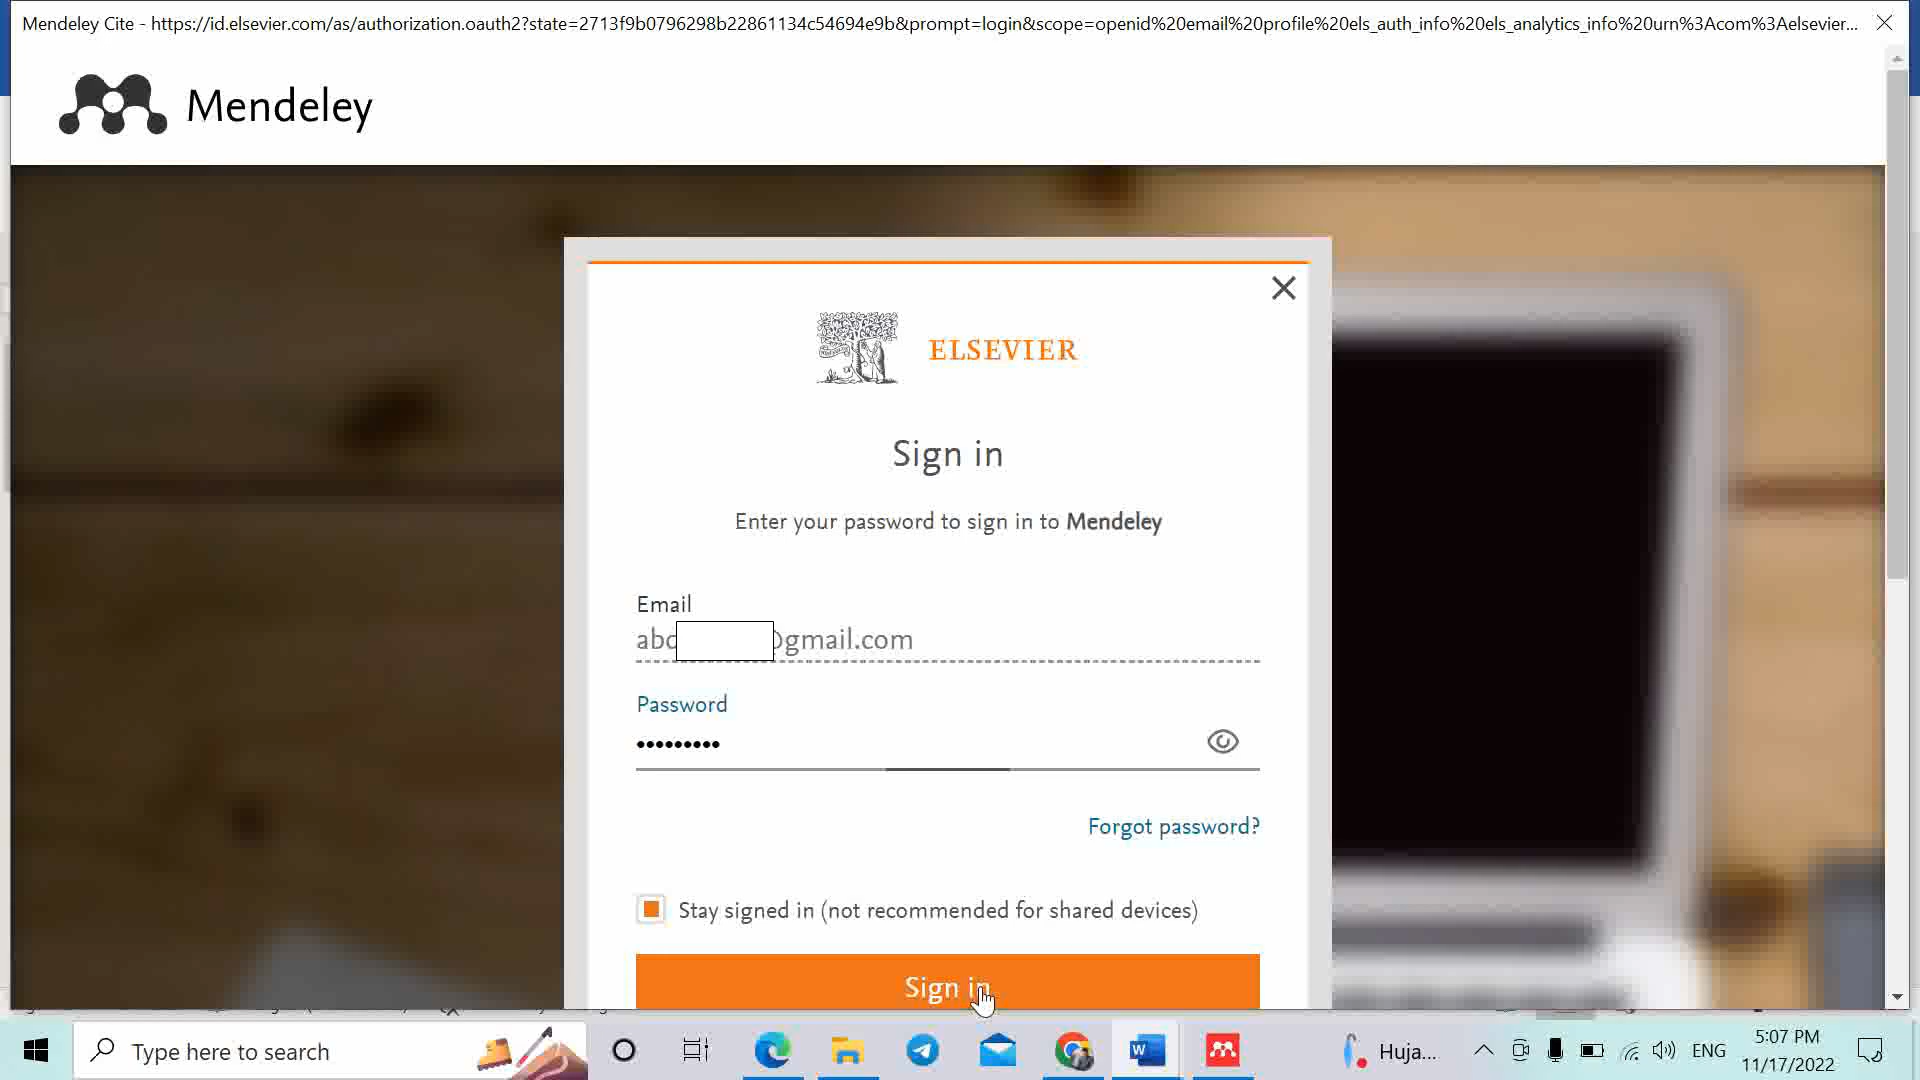 Mendeley Cite - https://id.elsevier.com/as/authorization.oauth2?state=2713f9b0796298b22861134c54694e9b&prompt=login&scope=openid%20email%20profile%20els_auth_info%20els_analytics_info%20urn%3Acom%3Aelsevier...
Mendeley
ELSEVIER
Sign in
Enter your password to sign in to Mendeley
Email
abc @gmail.com
Password
•••••••••
Forgot password?
Stay signed in (not recommended for shared devices)
Sign in
Type here to search
Huja...
ENG
5:07 PM
11/17/2022